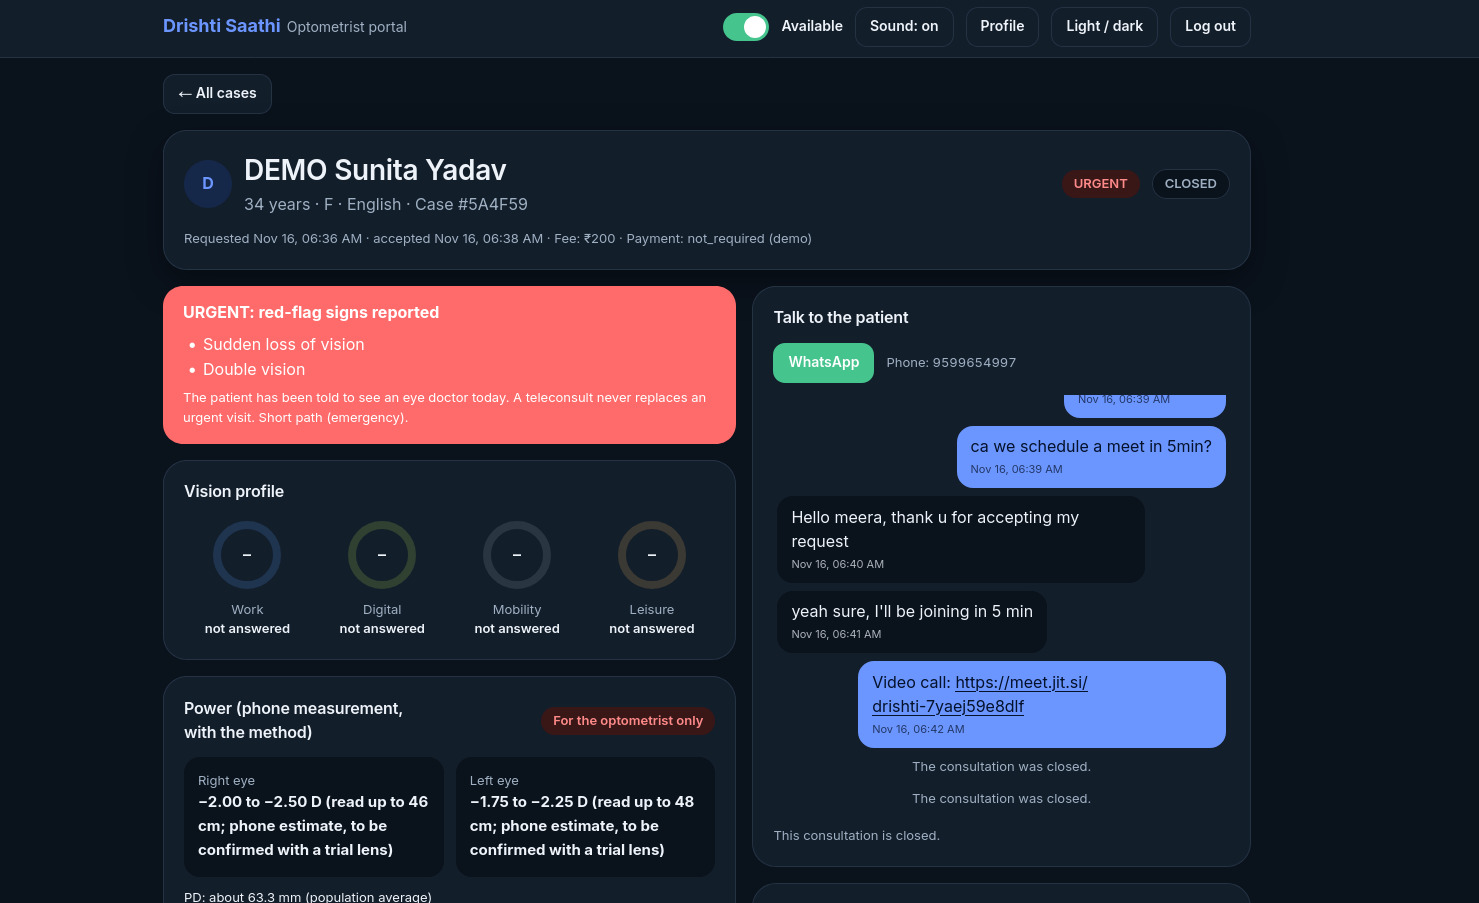 Drishti Saathi Optometrist portal
Available
Sound: on
Profile
Light / dark
Log out
← All cases
D
DEMO Sunita Yadav
34 years · F · English · Case #5A4F59
URGENT
CLOSED
Requested Nov 16, 06:36 AM · accepted Nov 16, 06:38 AM · Fee: ₹200 · Payment: not_required (demo)
URGENT: red-flag signs reported
• Sudden loss of vision
• Double vision
The patient has been told to see an eye doctor today. A teleconsult never replaces an
urgent visit. Short path (emergency).
Vision profile
– – – –
Work Digital Mobility Leisure
not answered not answered not answered not answered
Power (phone measurement,
with the method)
For the optometrist only
Right eye
−2.00 to −2.50 D (read up to 46
cm; phone estimate, to be
confirmed with a trial lens)
Left eye
−1.75 to −2.25 D (read up to 48
cm; phone estimate, to be
confirmed with a trial lens)
PD: about 63.3 mm (population average)
Talk to the patient
WhatsApp
Phone: 9599654997
Nov 16, 06:39 AM
ca we schedule a meet in 5min?
Nov 16, 06:39 AM
Hello meera, thank u for accepting my
request
Nov 16, 06:40 AM
yeah sure, I'll be joining in 5 min
Nov 16, 06:41 AM
Video call: https://meet.jit.si/
drishti-7yaej59e8dlf
Nov 16, 06:42 AM
The consultation was closed.
The consultation was closed.
This consultation is closed.